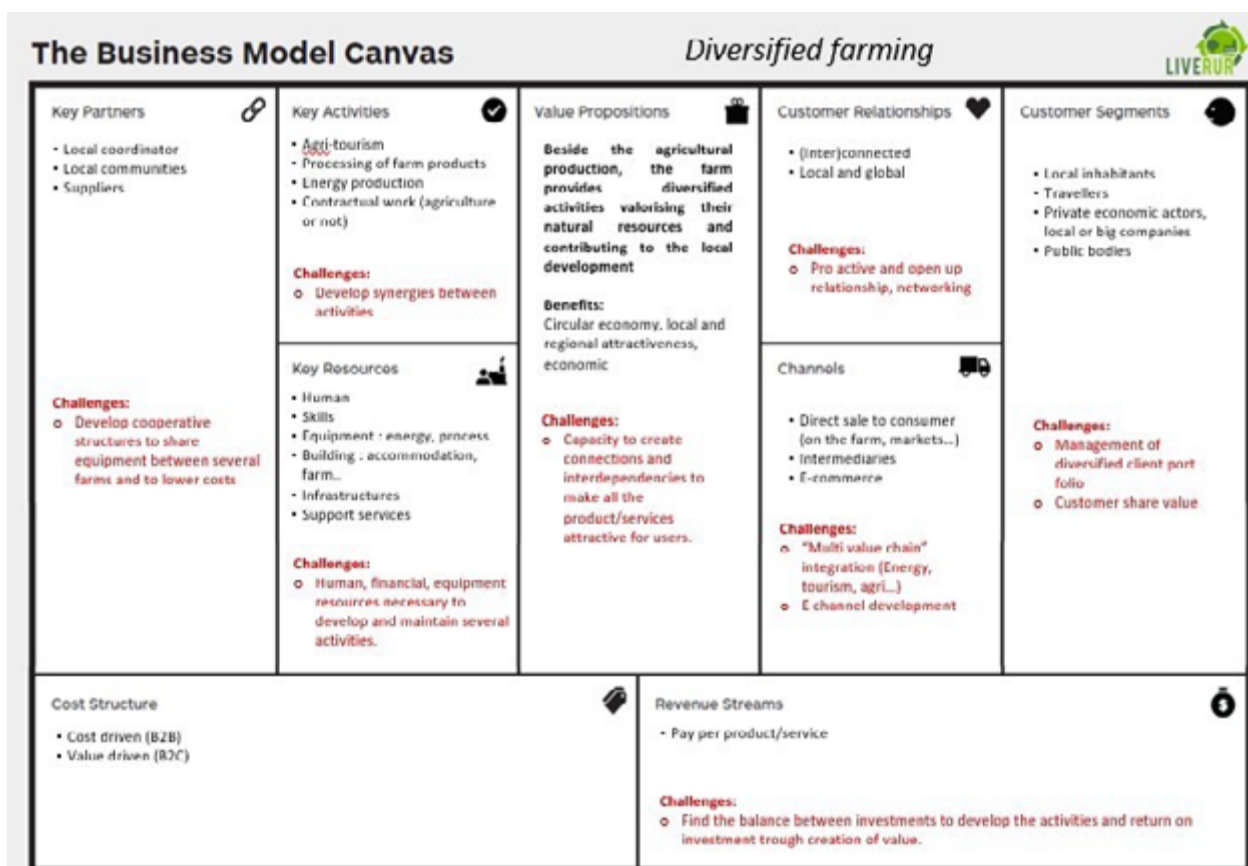 The Business Model Canvas
Diversified farming
LIVERUR
Key Partners
- Local coordinator
▪ Local communities
▪ Suppliers
Challenges:
o Develop cooperative
structures to share
equipment between several
farms and to lower costs
Key Activities
▪ Agri-tourism
- Processing of farm products
▪ Energy production
▪ Contractual work (agriculture
or not)
Challenges:
o Develop synergies between
activities
Key Resources
▪ Human
▪ Skills
▪ Equipment : energy, process
▪ Building : accommodation,
farm..
- Infrastructures
▪ Support services
Challenges:
o Human, financial, equipment
resources necessary to
develop and maintain several
activities.
Value Propositions
Beside the agricultural
production, the farm
provides diversified
activities valorising their
natural resources and
contributing to the local
development
Benefits:
Circular economy, local and
regional attractiveness,
economic
Challenges:
o Capacity to create
connections and
interdependencies to
make all the
product/services
attractive for users.
Customer Relationships
▪ (Inter)connected
▪ Local and global
Challenges:
o Pro active and open up
relationship, networking
Channels
▪ Direct sale to consumer
(on the farm, markets...)
▪ Intermediaries
▪ E-commerce
Challenges:
o "Multi value chain"
integration (Energy,
tourism, agri...)
o E channel development
Customer Segments
▪ Local inhabitants
▪ Travellers
▪ Private economic actors,
local or big companies
▪ Public bodies
Challenges:
o Management of
diversified client port
folio
o Customer share value
Cost Structure
▪ Cost driven (B2B)
▪ Value driven (B2C)
Revenue Streams
- Pay per product/service
Challenges:
o Find the balance between investments to develop the activities and return on
investment trough creation of value.